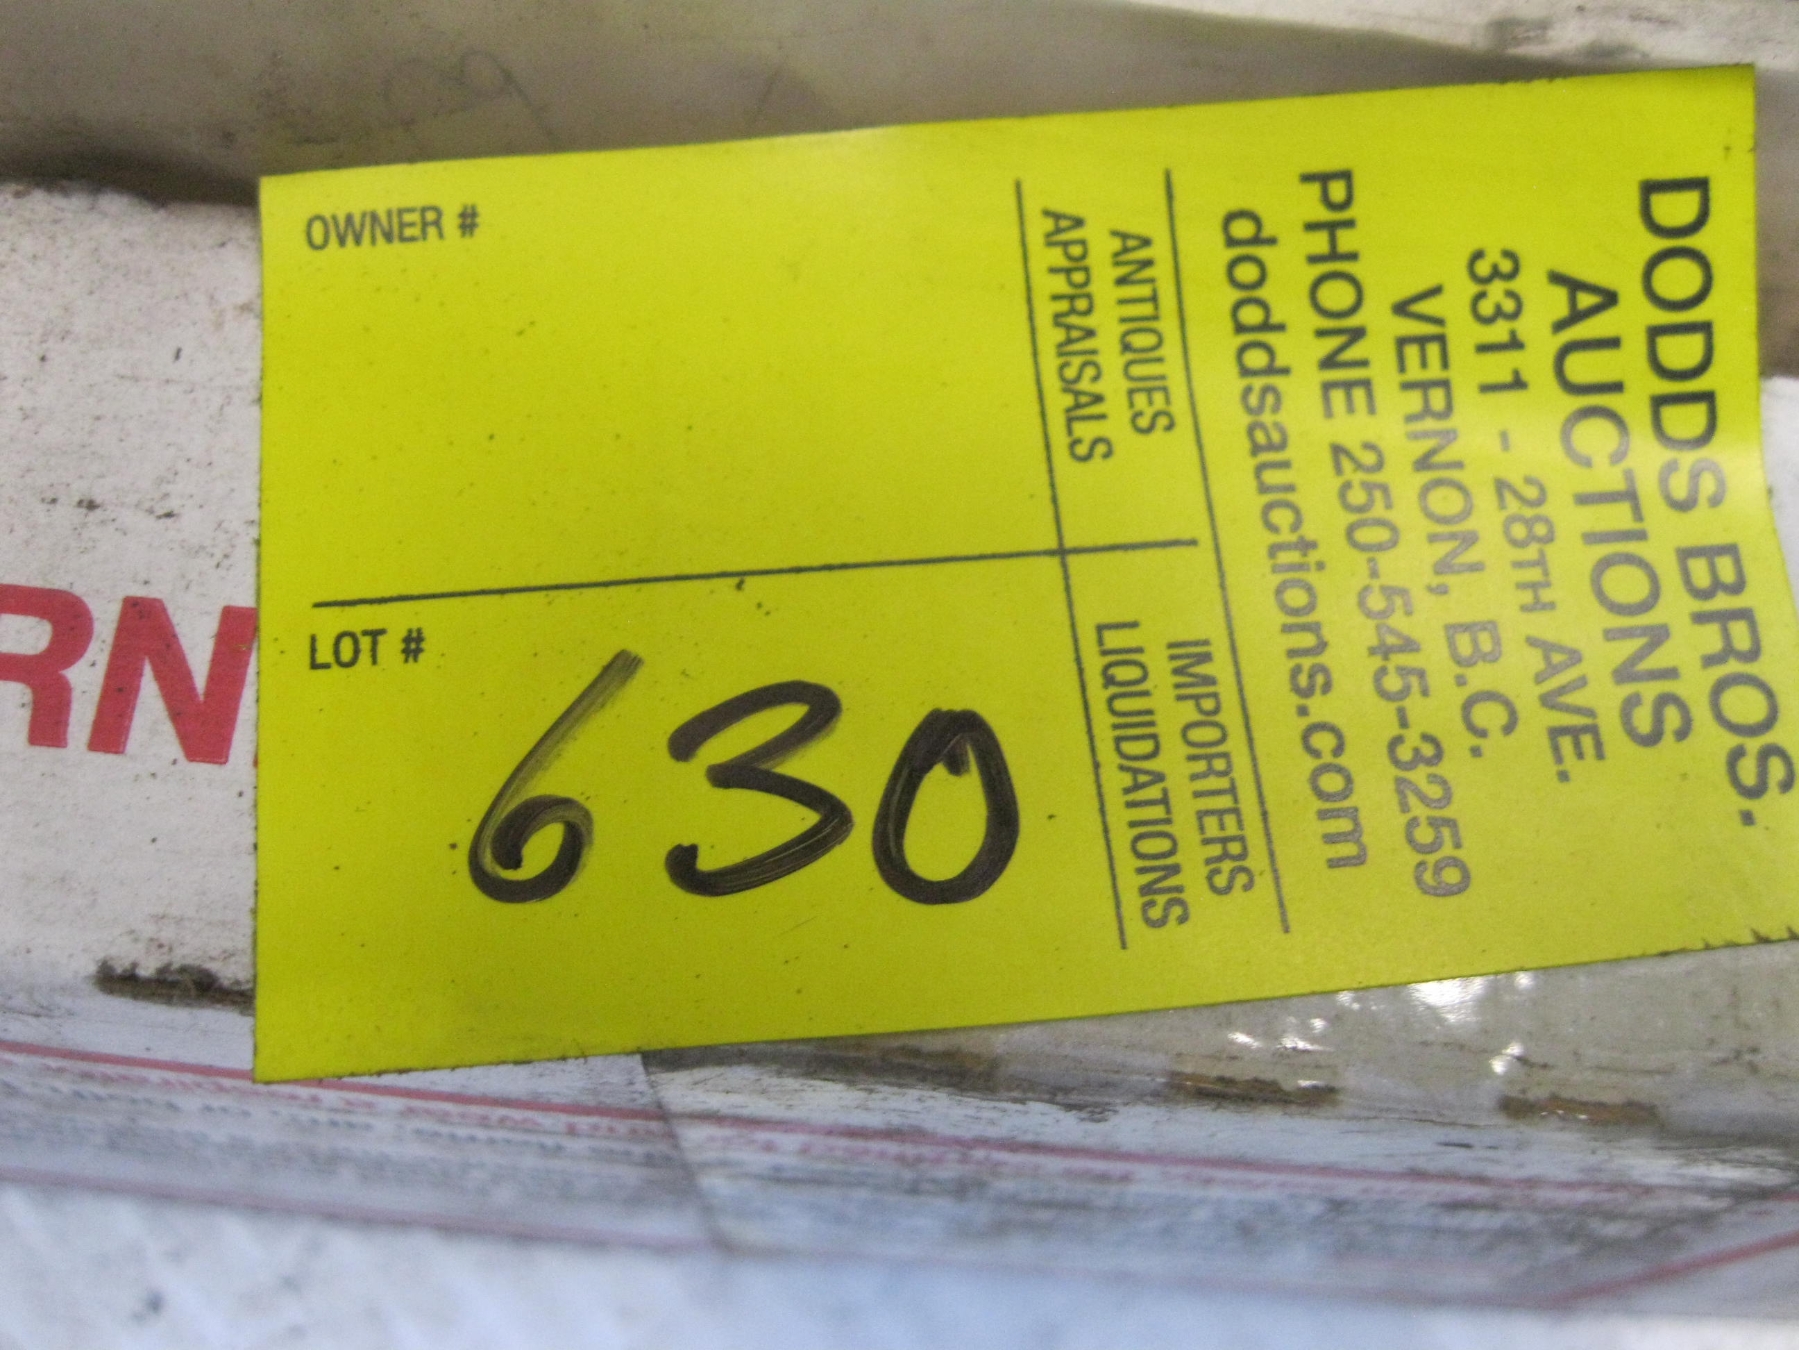 DODDS BROS.
AUCTIONS
3311 - 28TH AVE.
VERNON, B.C.
PHONE 250-545-3259
doddsauctions.com
ANTIQUES
APPRAISALS
IMPORTERS
LIQUIDATIONS
OWNER #
LOT #
630
RN